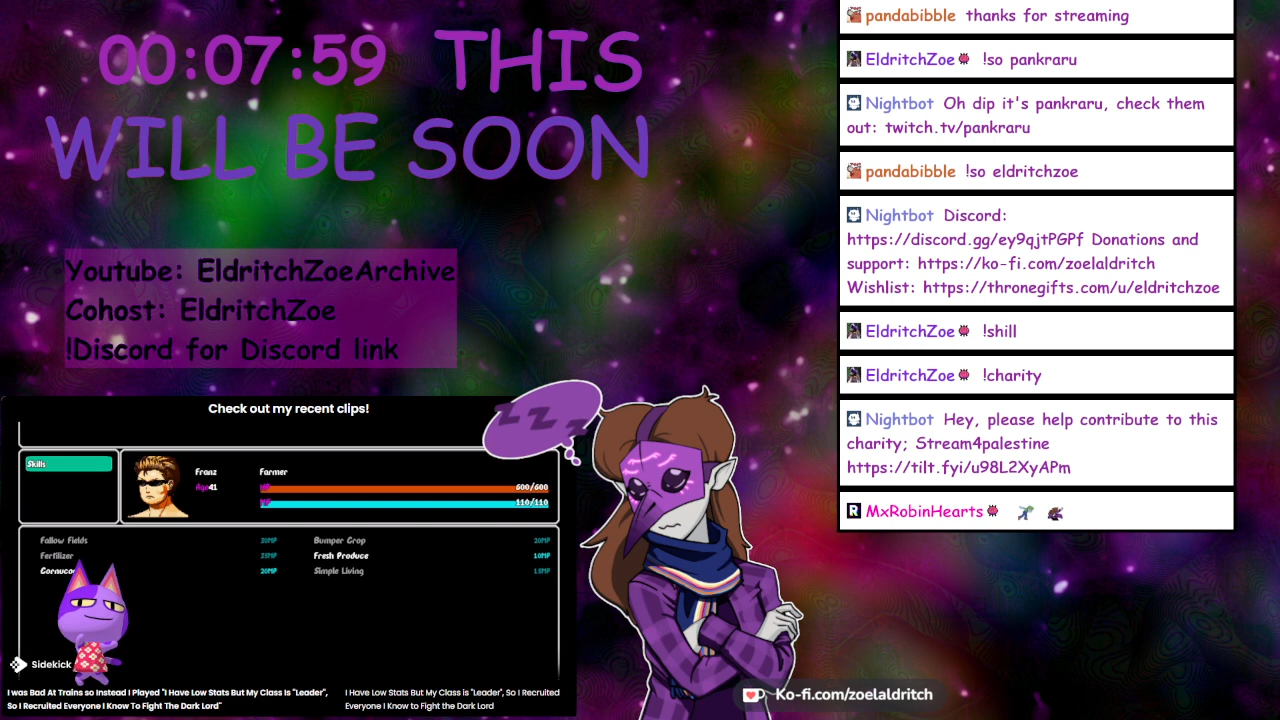 00:07:59 THIS
WILL BE SOON
Youtube: EldritchZoeArchive
Cohost: EldritchZoe
!Discord for Discord link
Check out my recent clips!
Skills
Franz
Farmer
Age41
600/600
110/110
Fallow Fields 20MP Bumper Crop 20MP
Fertilizer 25MP Fresh Produce 10MP
20MP Simple Living 15MP
Sidekick
I was Bad At Trains so Instead I Played "I Have Low Stats But My Class Is "Leader",
So I Recruited Everyone I Know To Fight The Dark Lord"
I Have Low Stats But My Class Is "Leader", So I Recruited
Everyone I Know to Fight the Dark Lord
Z Z Z
Ko-fi.com/zoelaldritch
pandabibble thanks for streaming
EldritchZoe !so pankraru
Nightbot Oh dip it's pankraru, check them
out: twitch.tv/pankraru
pandabibble !so eldritchzoe
Nightbot Discord:
https://discord.gg/ey9qjtPGPf Donations and
support: https://ko-fi.com/zoelaldritch
Wishlist: https://thronegifts.com/u/eldritchzoe
EldritchZoe !shill
EldritchZoe !charity
Nightbot Hey, please help contribute to this
charity; Stream4palestine
https://tilt.fyi/u98L2XyAPm
R MxRobinHearts